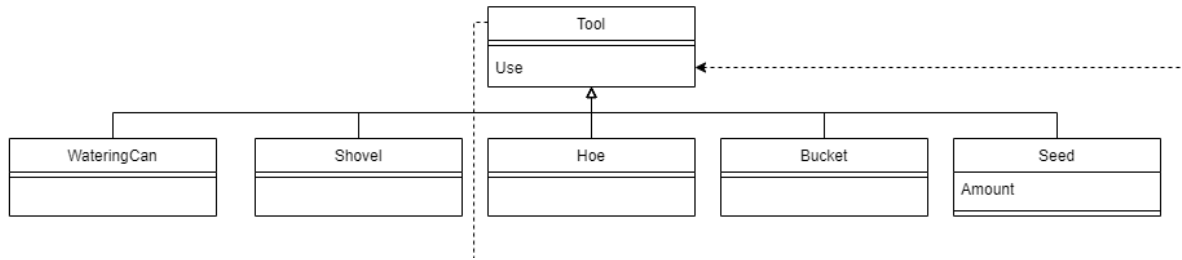 Tool
Use
WateringCan
Shovel
Hoe
Bucket
Seed
Amount